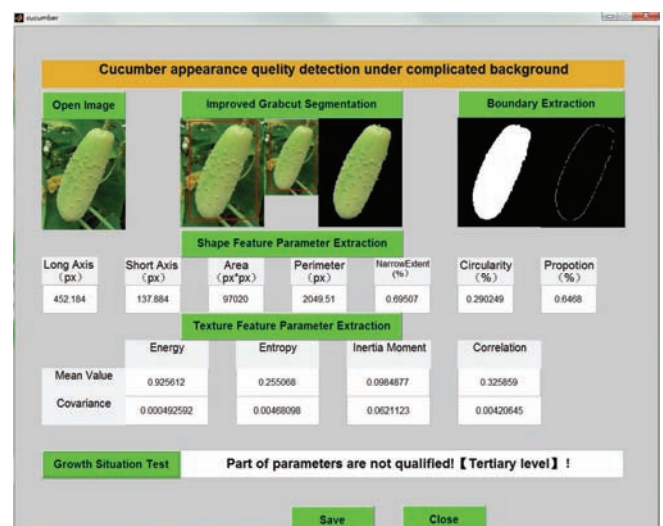 cucumber
Cucumber appearance quelity detection under complicated background
Open Image
Improved Grabcut Segmentation
Boundary Extraction
Shape Feature Parameter Extraction
Long Axis (px)
Short Axis (px)
Area (px*px)
Perimeter (px)
NarrowExtent (%)
Circularity (%)
Propotion (%)
452.184
137.884
97020
2049.51
0.69507
0.290249
0.6468
Texture Feature Parameter Extraction
Energy
Entropy
Inertia Moment
Correlation
Mean Value
0.925612
0.255068
0.0984877
0.325859
Covariance
0.000492592
0.00468098
0.0621123
0.00420645
Growth Situation Test
Part of parameters are not qualified!【Tertiary level】!
Save
Close